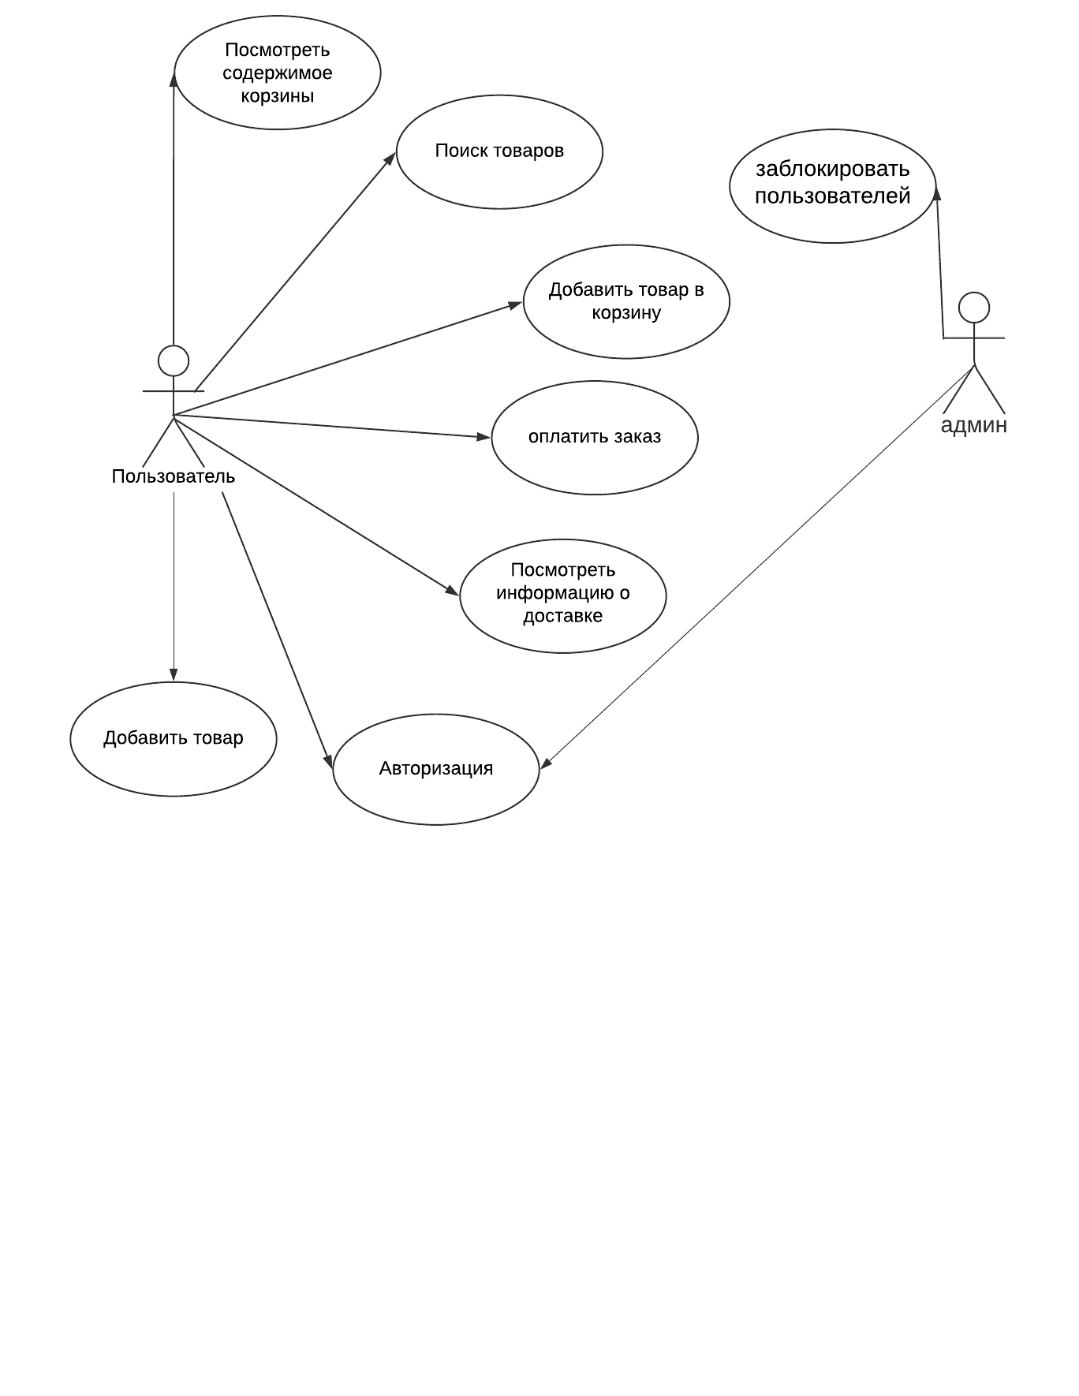 Посмотреть
содержимое
корзины
Поиск товаров
заблокировать
пользователей
Добавить товар в
корзину
админ
оплатить заказ
Пользователь
Посмотреть
информацию о
доставке
Добавить товар
Авторизация